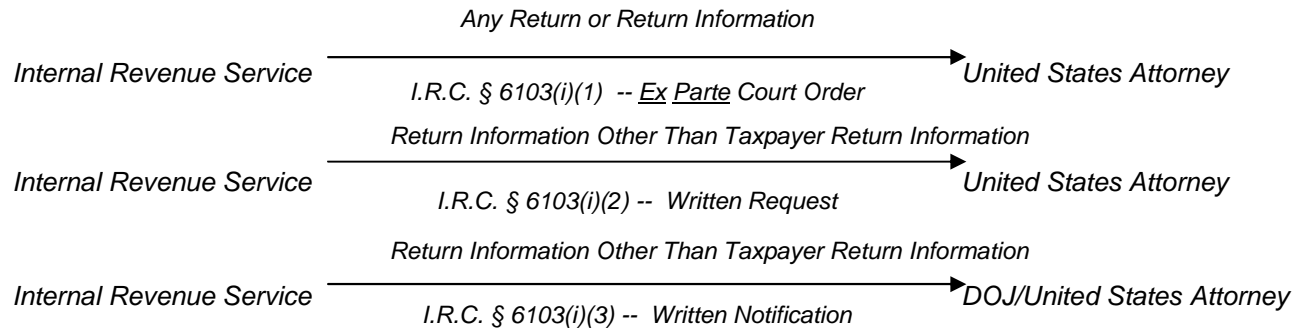 Any Return or Return Information
Internal Revenue Service United States Attorney
I.R.C. § 6103(i)(1) -- Ex Parte Court Order
Return Information Other Than Taxpayer Return Information
Internal Revenue Service United States Attorney
I.R.C. § 6103(i)(2) -- Written Request
Return Information Other Than Taxpayer Return Information
Internal Revenue Service DOJ/United States Attorney
I.R.C. § 6103(i)(3) -- Written Notification